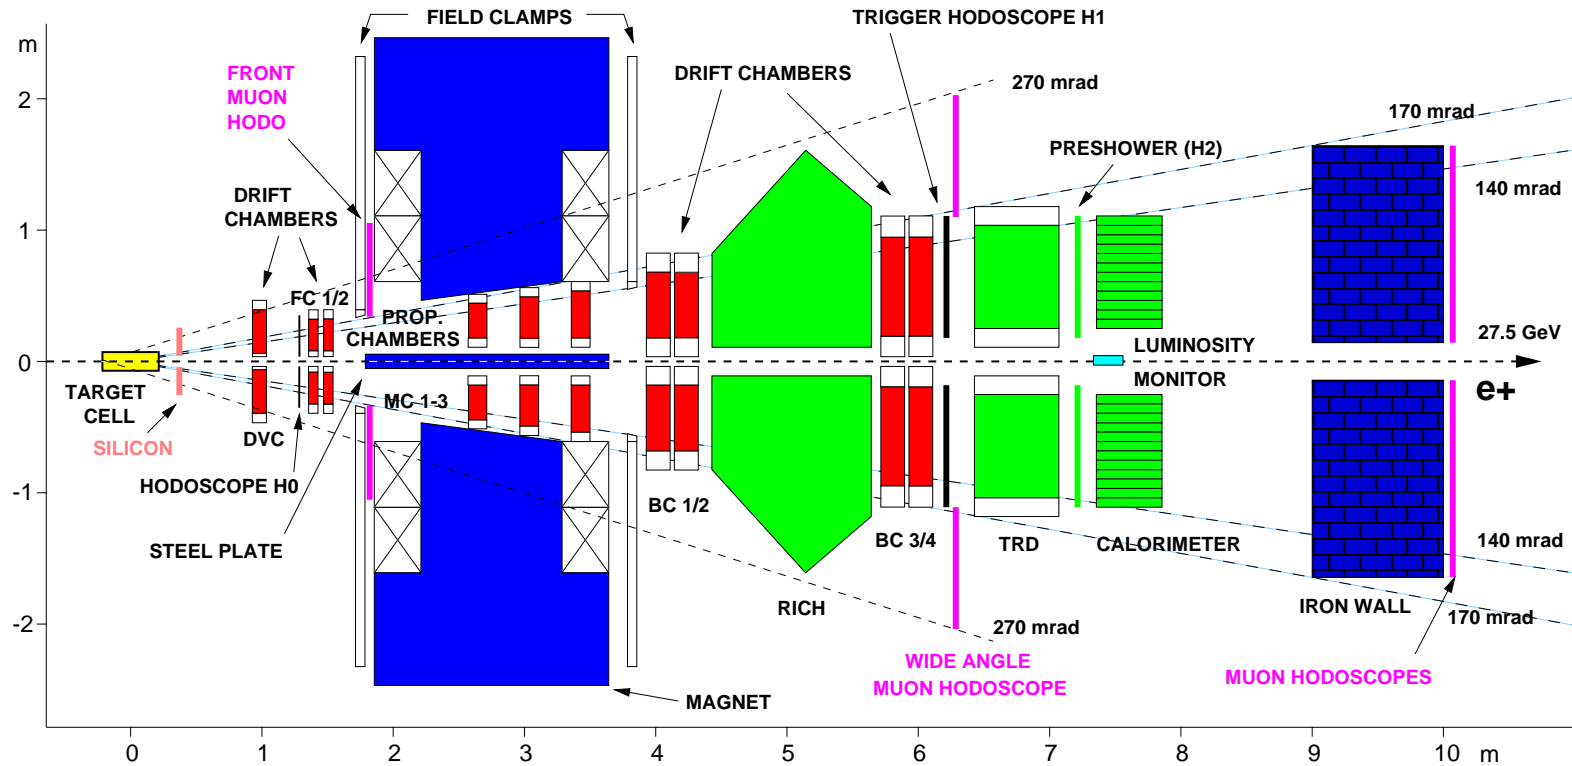 FIELD CLAMPS
TRIGGER HODOSCOPE H1
m
FRONT
MUON
HODO
DRIFT CHAMBERS
270 mrad
2
170 mrad
PRESHOWER (H2)
DRIFT
CHAMBERS
140 mrad
1
FC 1/2
PROP.
CHAMBERS
27.5 GeV
LUMINOSITY
0
MONITOR
e+
TARGET
CELL
MC 1-3
DVC
SILICON
HODOSCOPE H0
-1
BC 1/2
STEEL PLATE
BC 3/4
TRD
CALORIMETER
140 mrad
RICH
IRON WALL
170 mrad
-2
270 mrad
WIDE ANGLE
MUON HODOSCOPE
MUON HODOSCOPES
MAGNET
0 1 2 3 4 5 6 7 8 9 10 m